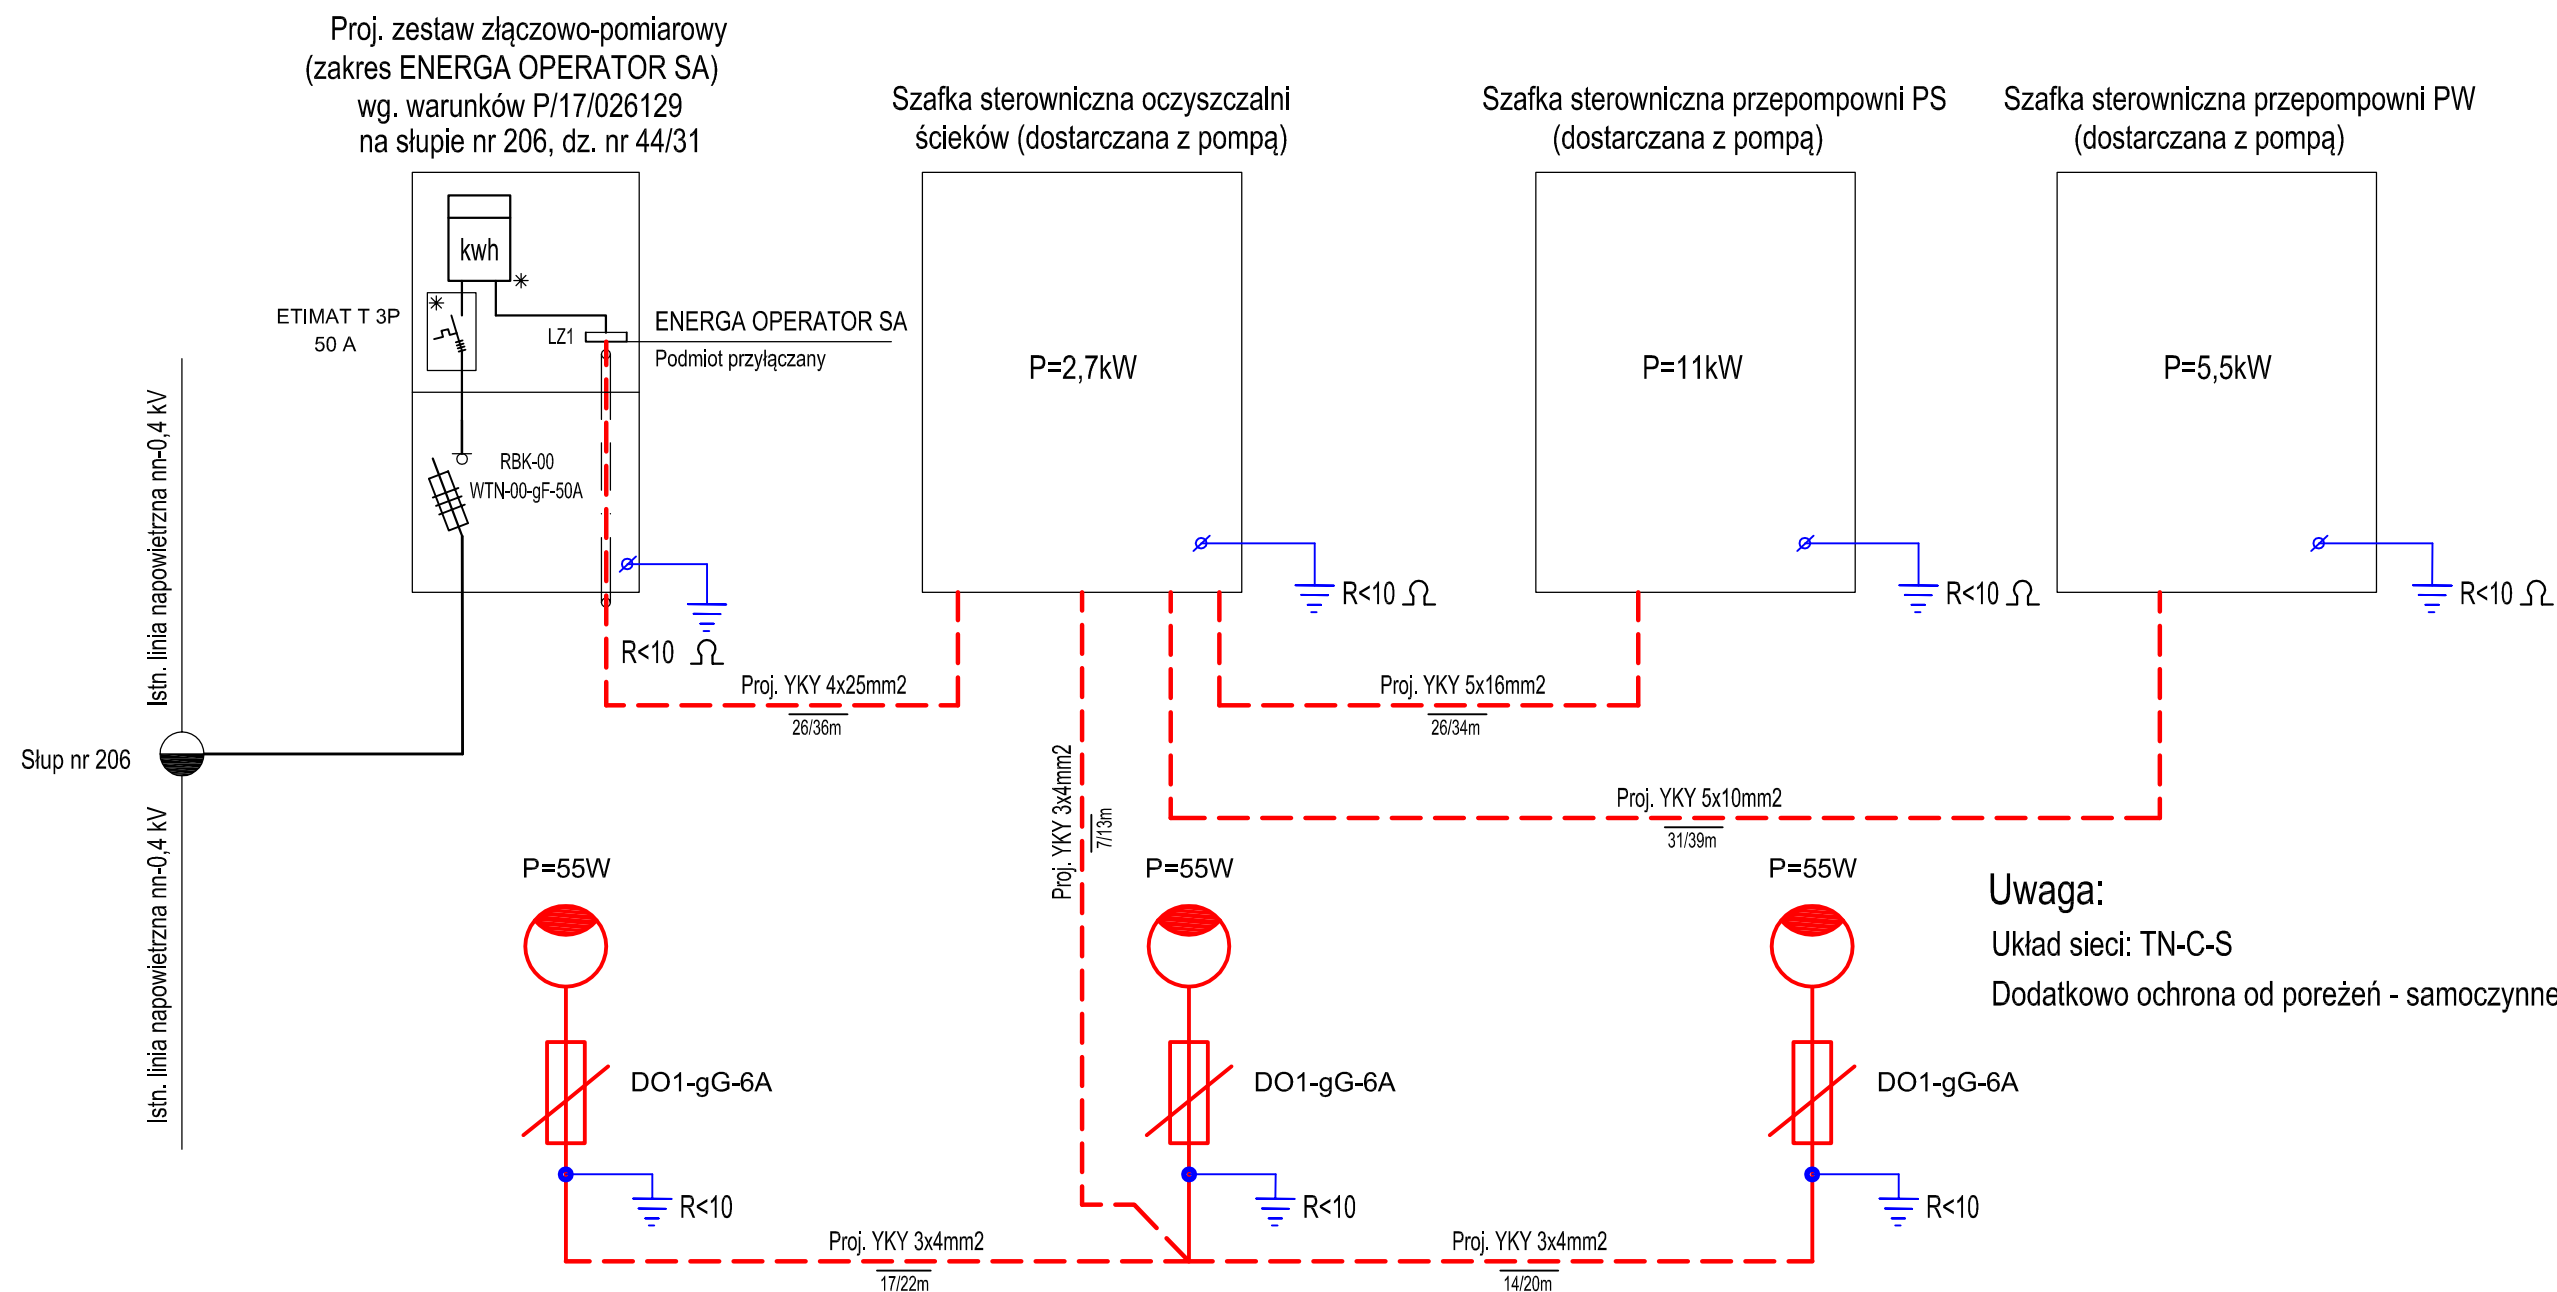 Proj. zestaw złączowo-pomiarowy
(zakres ENERGA OPERATOR SA)
wg. warunków P/17/026129
na słupie nr 206, dz. nr 44/31
Szafka sterownicza oczyszczalni
ścieków (dostarczana z pompą)
Szafka sterownicza przepompowni PS
(dostarczana z pompą)
Szafka sterownicza przepompowni PW
(dostarczana z pompą)
kwh
ETIMAT T 3P
50 A
LZ1
ENERGA OPERATOR SA
Podmiot przyłączany
P=2,7kW
P=11kW
P=5,5kW
RBK-00
WTN-00-gF-50A
Istn. linia napowietrzna nn-0,4 kV
R<10 Ω
R<10 Ω
R<10 Ω
R<10 Ω
Proj. YKY 4x25mm2
26/36m
Proj. YKY 5x16mm2
26/34m
Słup nr 206
Istn. linia napowietrzna nn-0,4 kV
Proj. YKY 3x4mm2
7/13m
Proj. YKY 5x10mm2
31/39m
P=55W
P=55W
P=55W
Uwaga:
Układ sieci: TN-C-S
Dodatkowo ochrona od poreżeń - samoczynne
DO1-gG-6A
DO1-gG-6A
DO1-gG-6A
R<10
R<10
R<10
Proj. YKY 3x4mm2
17/22m
Proj. YKY 3x4mm2
14/20m